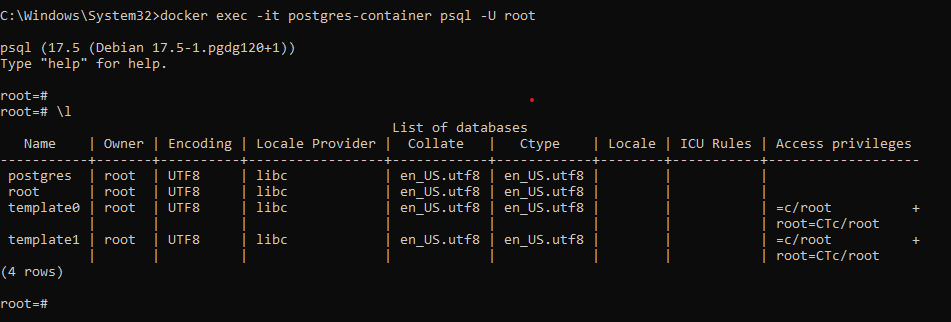 C:\Windows\System32>docker exec -it postgres-container psql -U root
psql (17.5 (Debian 17.5-1.pgdg120+1))
Type "help" for help.
root=#
root=# \l
                                                List of databases
   Name    | Owner | Encoding | Locale Provider |  Collate   |   Ctype    | Locale | ICU Rules | Access privileges
-----------+-------+----------+-----------------+------------+------------+--------+-----------+-------------------
 postgres  | root  | UTF8     | libc            | en_US.utf8 | en_US.utf8 |        |           |
 root      | root  | UTF8     | libc            | en_US.utf8 | en_US.utf8 |        |           |
 template0 | root  | UTF8     | libc            | en_US.utf8 | en_US.utf8 |        |           | =c/root          +
           |       |          |                 |            |            |        |           | root=CTc/root
 template1 | root  | UTF8     | libc            | en_US.utf8 | en_US.utf8 |        |           | =c/root          +
           |       |          |                 |            |            |        |           | root=CTc/root
(4 rows)
root=#